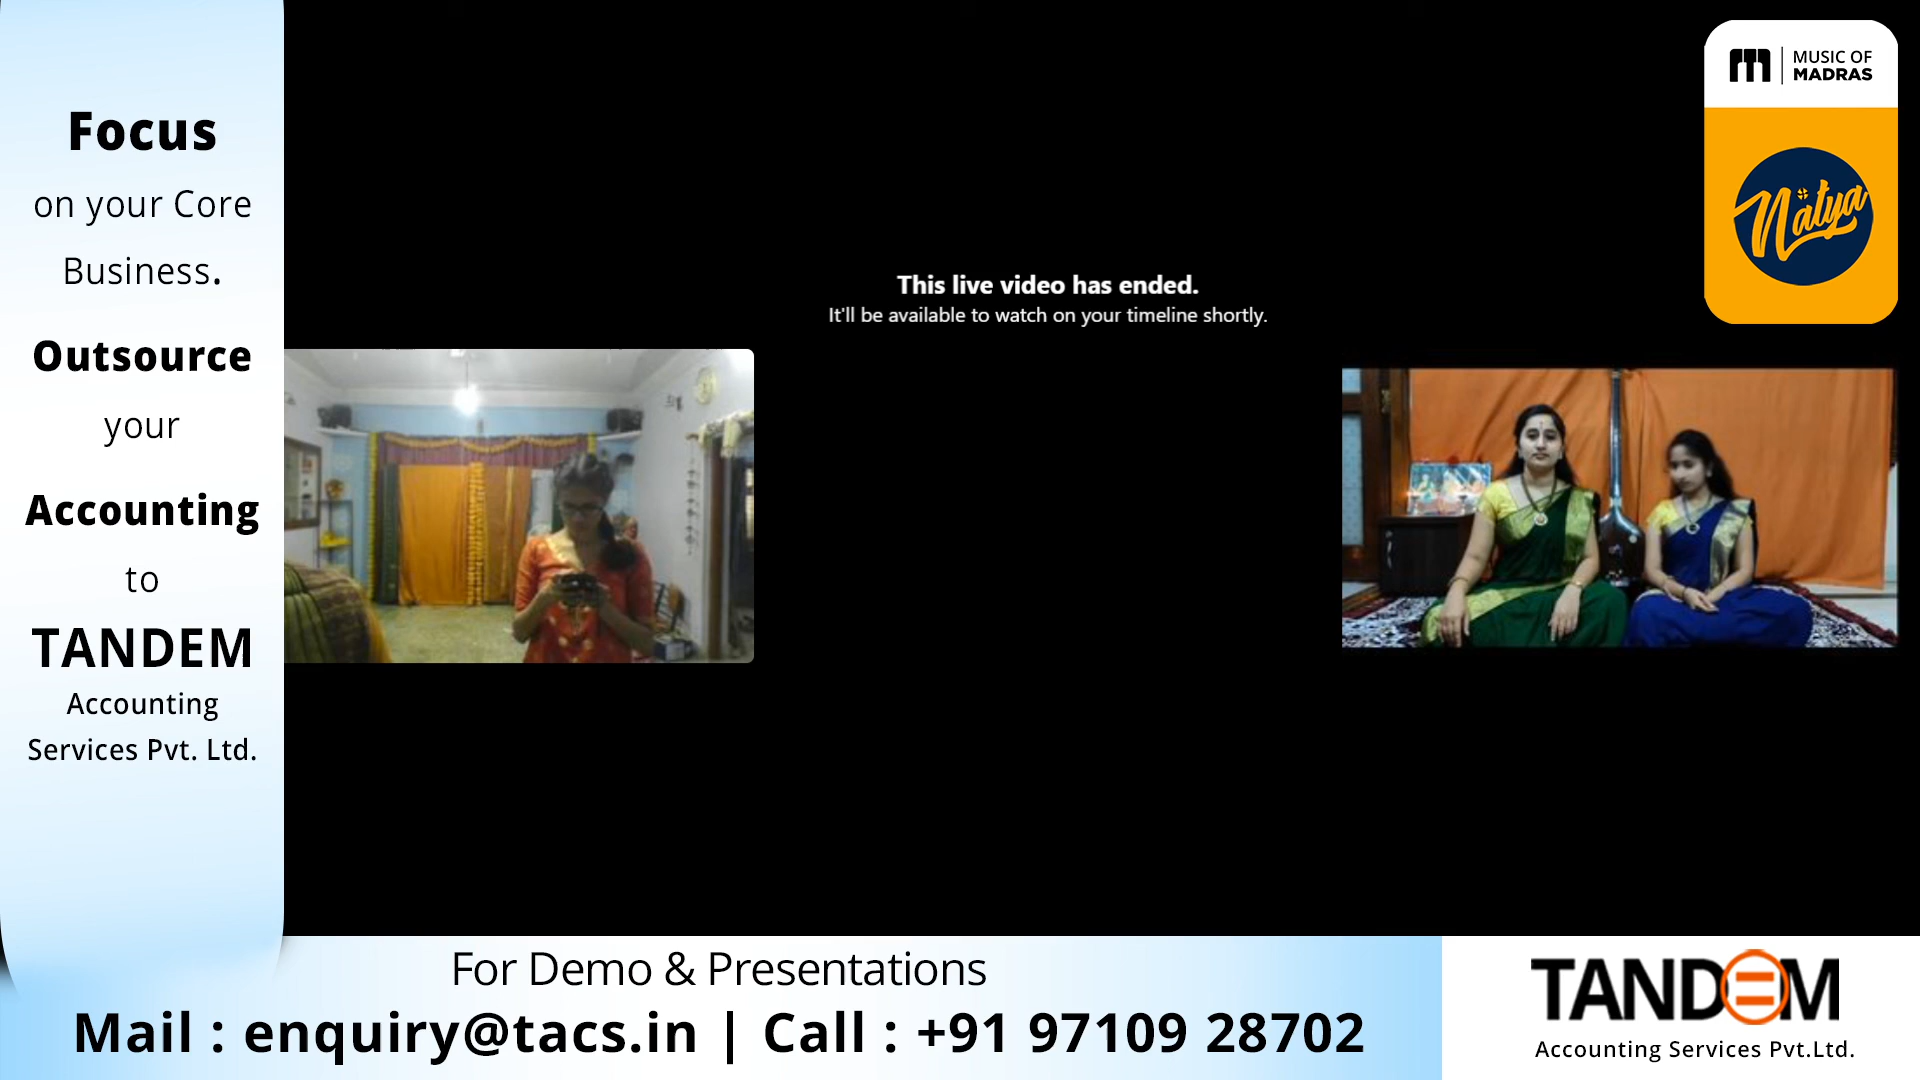 Focus
on your Core
Business.
Outsource
your
Accounting
to
TANDEM
Accounting
Services Pvt. Ltd.
This live video has ended.
It'll be available to watch on your timeline shortly.
MUSIC OF
MADRAS
Natya
For Demo & Presentations
Mail : enquiry@tacs.in | Call : +91 97109 28702
TANDEM
Accounting Services Pvt.Ltd.